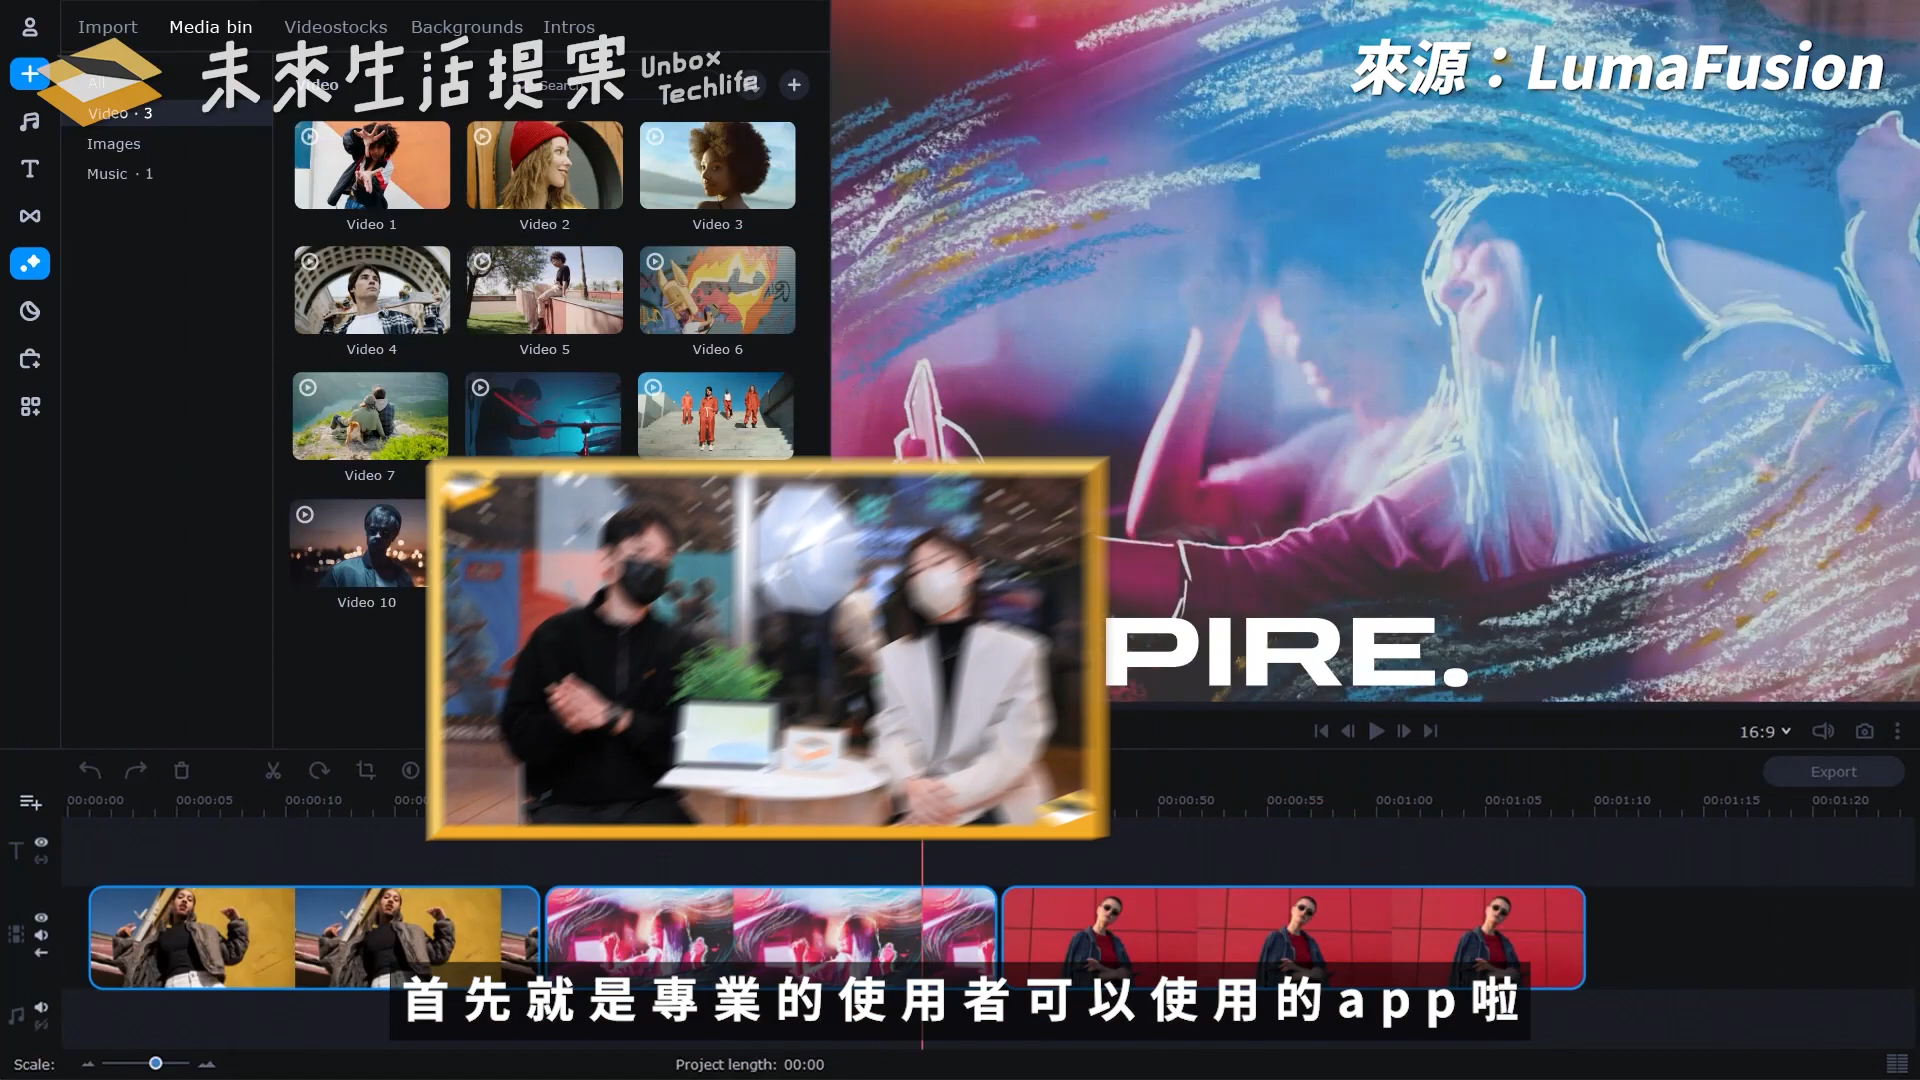 Import Media bin Videostocks Backgrounds Intros
未來生活提案 Unbox Techlife
來源：LumaFusion
All
Video
Search
Video · 3
Images
Music · 1
Video 1 Video 2 Video 3
Video 4 Video 5 Video 6
Video 7
Video 10
PIRE.
16:9
Export
00:00:00 00:00:05 00:00:10 00:00 00:00:50 00:00:55 00:01:00 00:01:05 00:01:10 00:01:15 00:01:20
首先就是專業的使用者可以使用的app啦
Scale:
Project length: 00:00